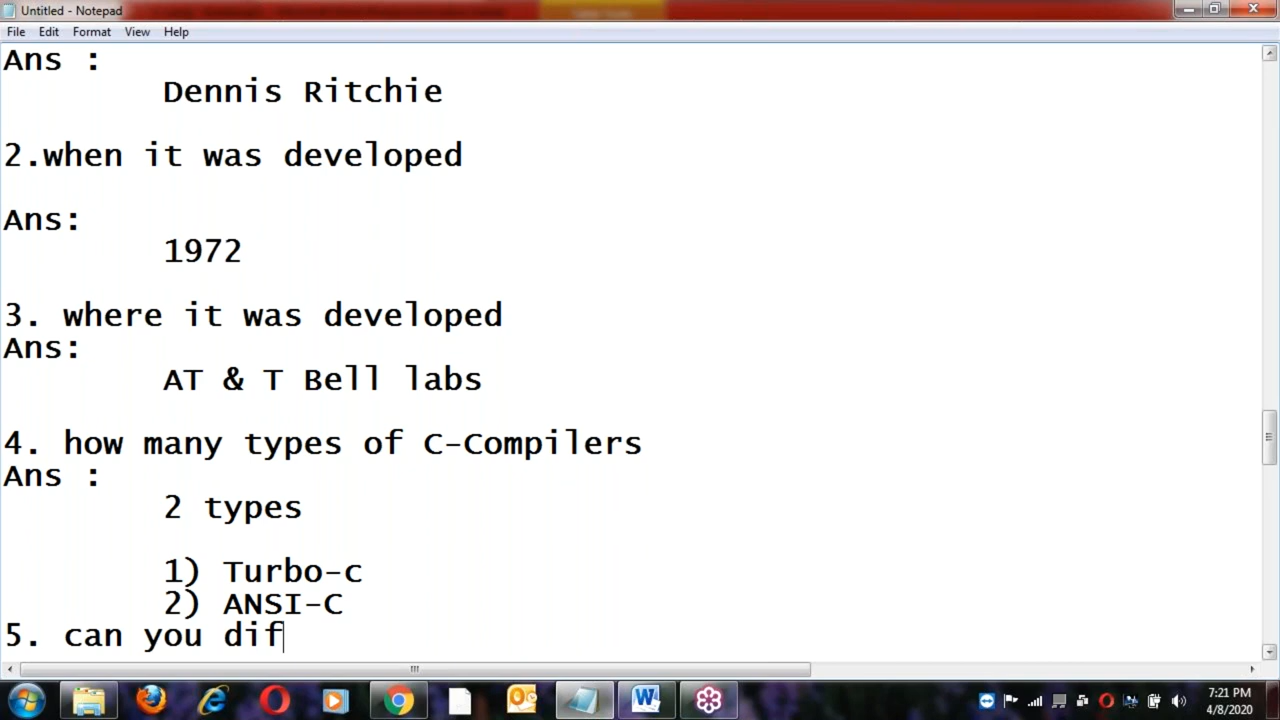 Untitled - Notepad
File Edit Format View Help
Ans :
Dennis Ritchie
2.when it was developed
Ans:
1972
3. where it was developed
Ans:
AT & T Bell labs
4. how many types of C-Compilers
Ans :
2 types
1) Turbo-c
2) ANSI-C
5. can you dif
7:21 PM
4/8/2020